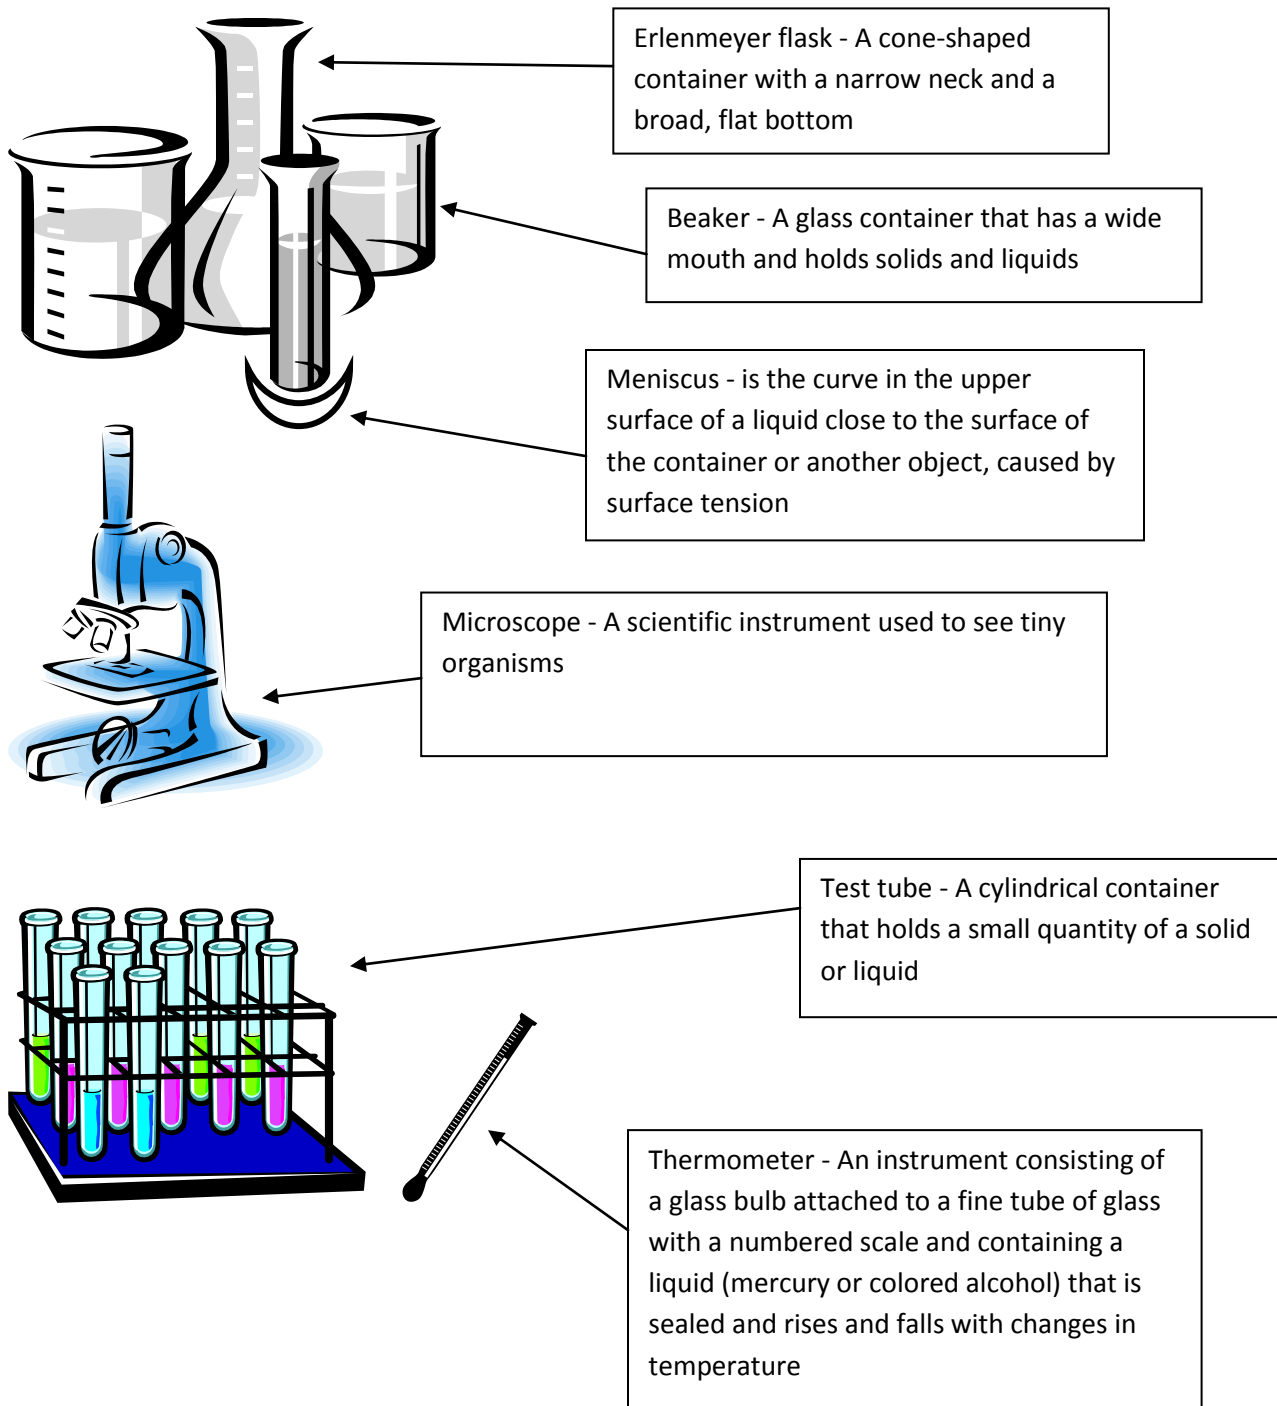 Erlenmeyer flask - A cone-shaped
container with a narrow neck and a
broad, flat bottom
Beaker - A glass container that has a wide
mouth and holds solids and liquids
Meniscus - is the curve in the upper
surface of a liquid close to the surface of
the container or another object, caused by
surface tension
Microscope - A scientific instrument used to see tiny
organisms
Test tube - A cylindrical container
that holds a small quantity of a solid
or liquid
Thermometer - An instrument consisting of
a glass bulb attached to a fine tube of glass
with a numbered scale and containing a
liquid (mercury or colored alcohol) that is
sealed and rises and falls with changes in
temperature